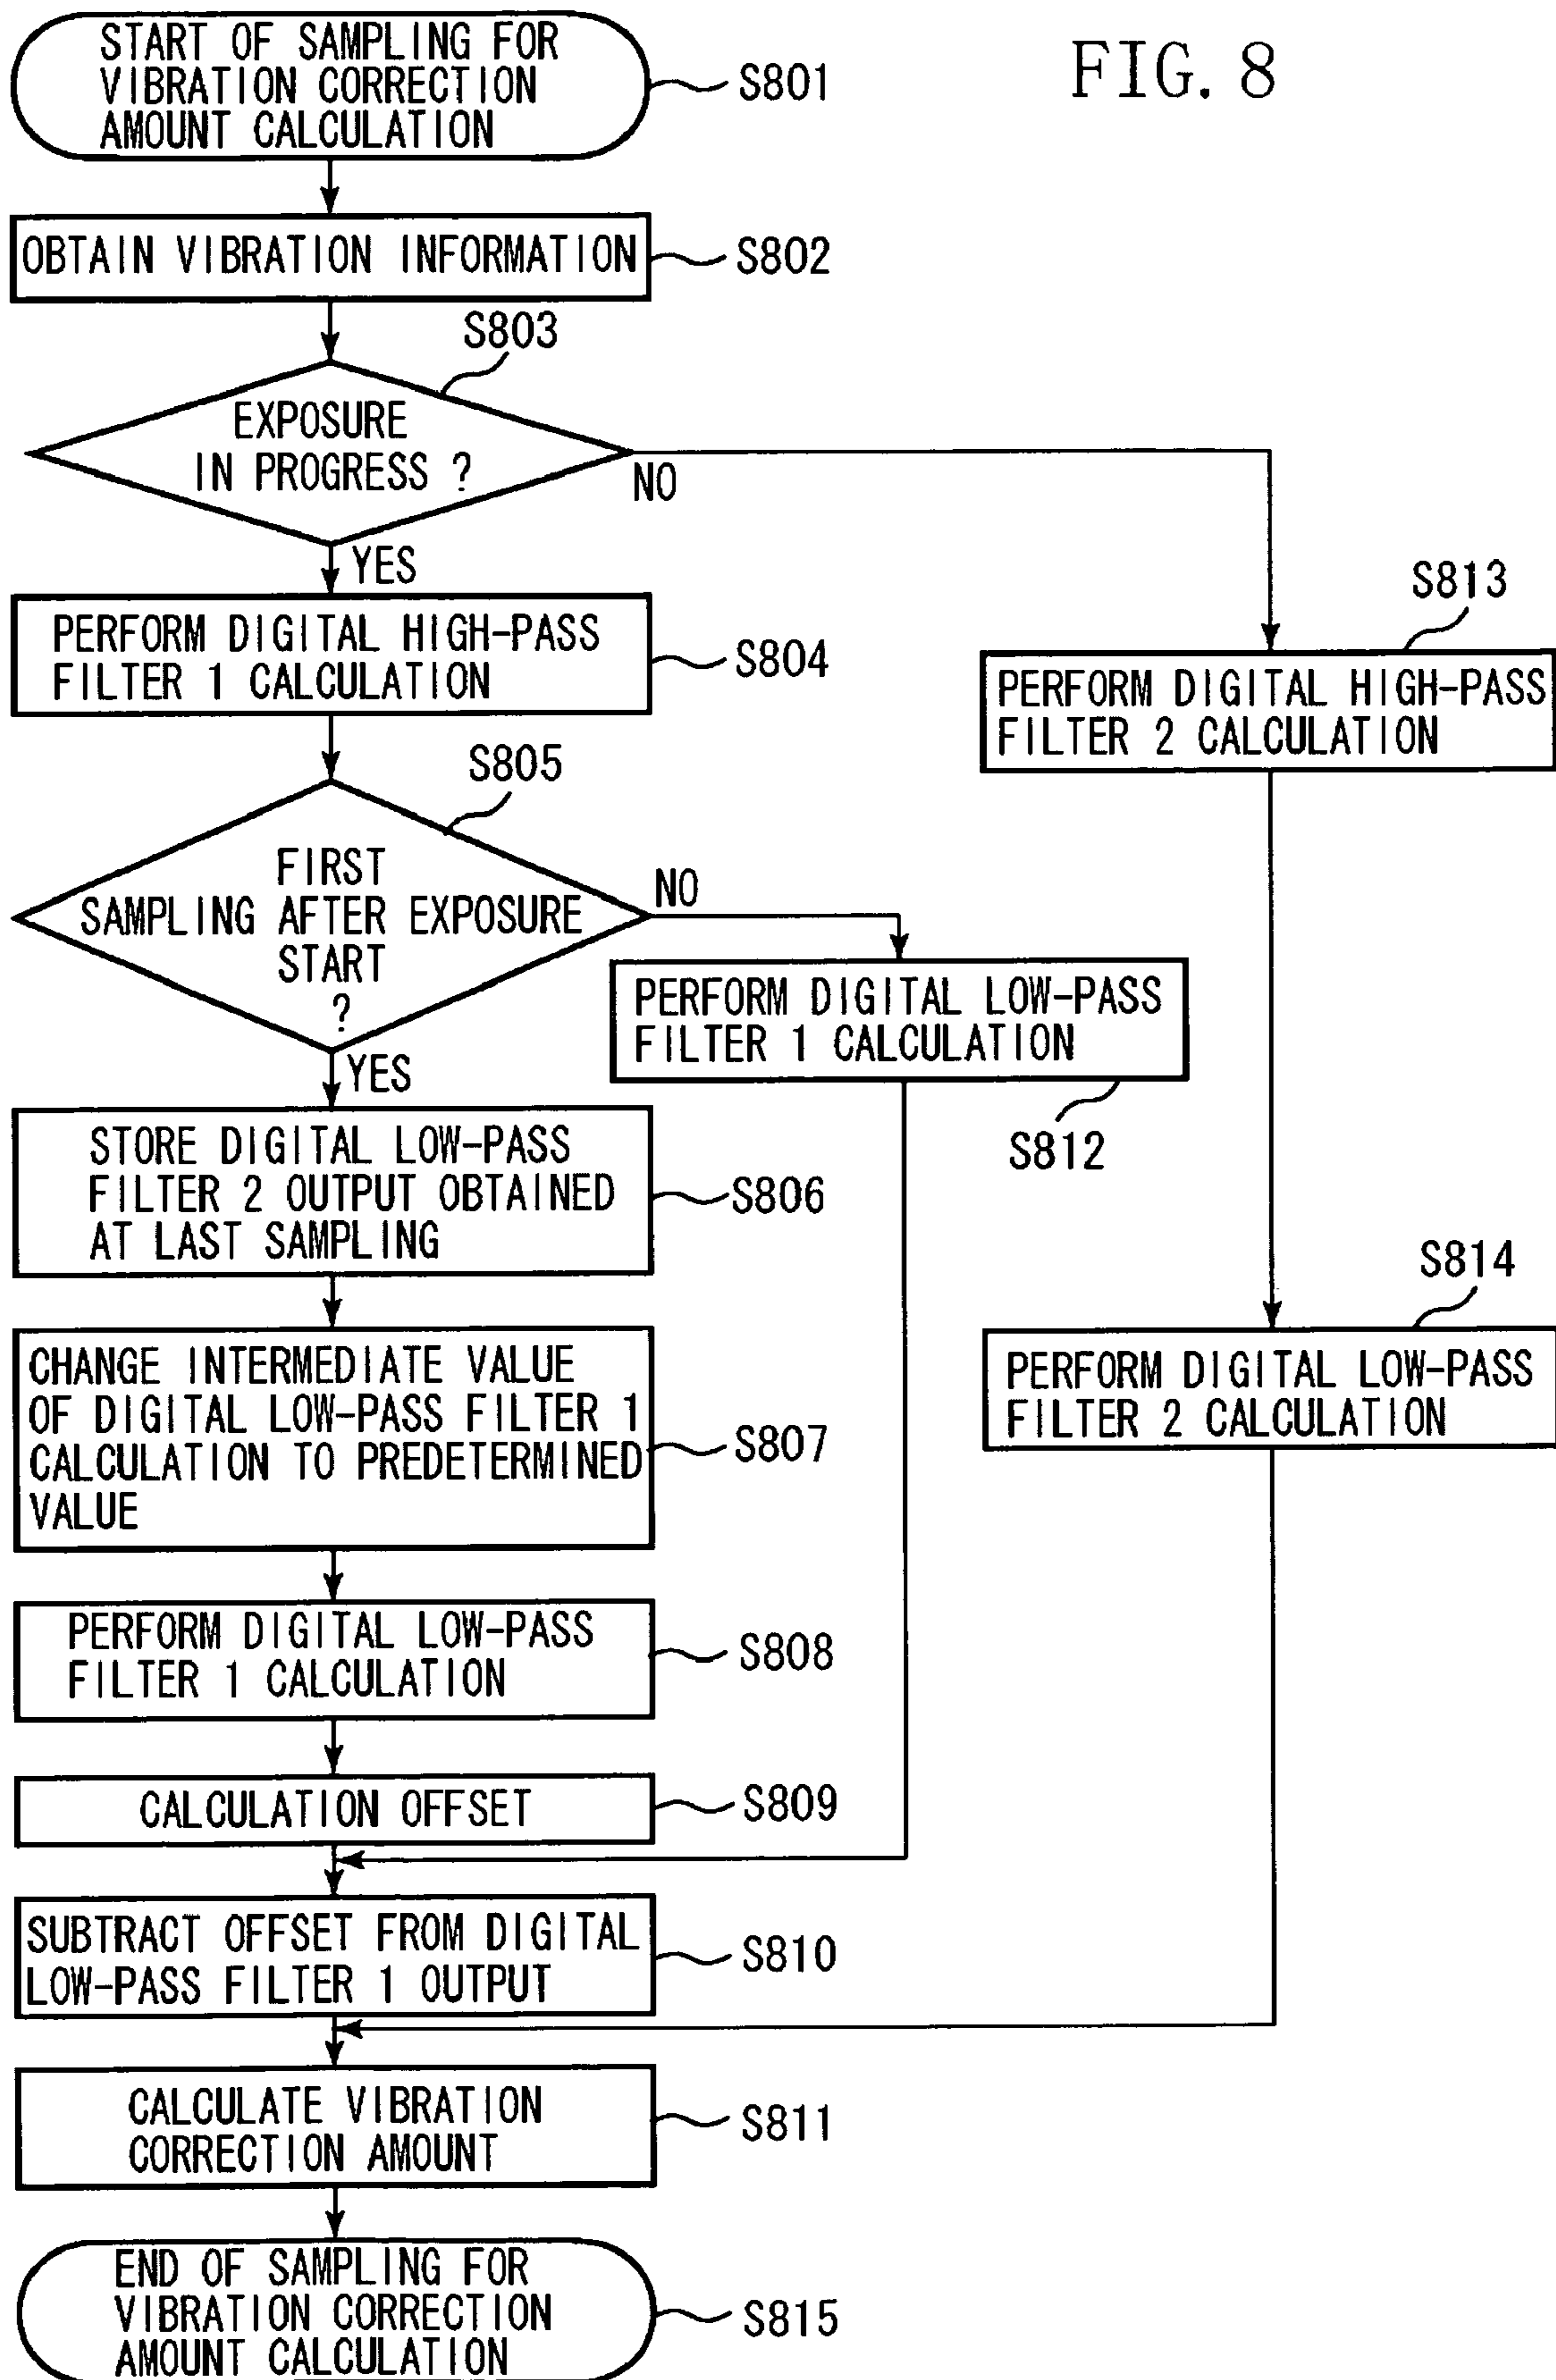 FIG. 8
START OF SAMPLING FOR
VIBRATION CORRECTION
AMOUNT CALCULATION
S801
OBTAIN VIBRATION INFORMATION
S802
S803
EXPOSURE
IN PROGRESS ?
NO
YES
PERFORM DIGITAL HIGH-PASS
FILTER 1 CALCULATION
S804
S813
PERFORM DIGITAL HIGH-PASS
FILTER 2 CALCULATION
S805
FIRST
SAMPLING AFTER EXPOSURE
START
?
NO
YES
PERFORM DIGITAL LOW-PASS
FILTER 1 CALCULATION
S812
STORE DIGITAL LOW-PASS
FILTER 2 OUTPUT OBTAINED
AT LAST SAMPLING
S806
S814
PERFORM DIGITAL LOW-PASS
FILTER 2 CALCULATION
CHANGE INTERMEDIATE VALUE
OF DIGITAL LOW-PASS FILTER 1
CALCULATION TO PREDETERMINED
VALUE
S807
PERFORM DIGITAL LOW-PASS
FILTER 1 CALCULATION
S808
CALCULATION OFFSET
S809
SUBTRACT OFFSET FROM DIGITAL
LOW-PASS FILTER 1 OUTPUT
S810
CALCULATE VIBRATION
CORRECTION AMOUNT
S811
END OF SAMPLING FOR
VIBRATION CORRECTION
AMOUNT CALCULATION
S815